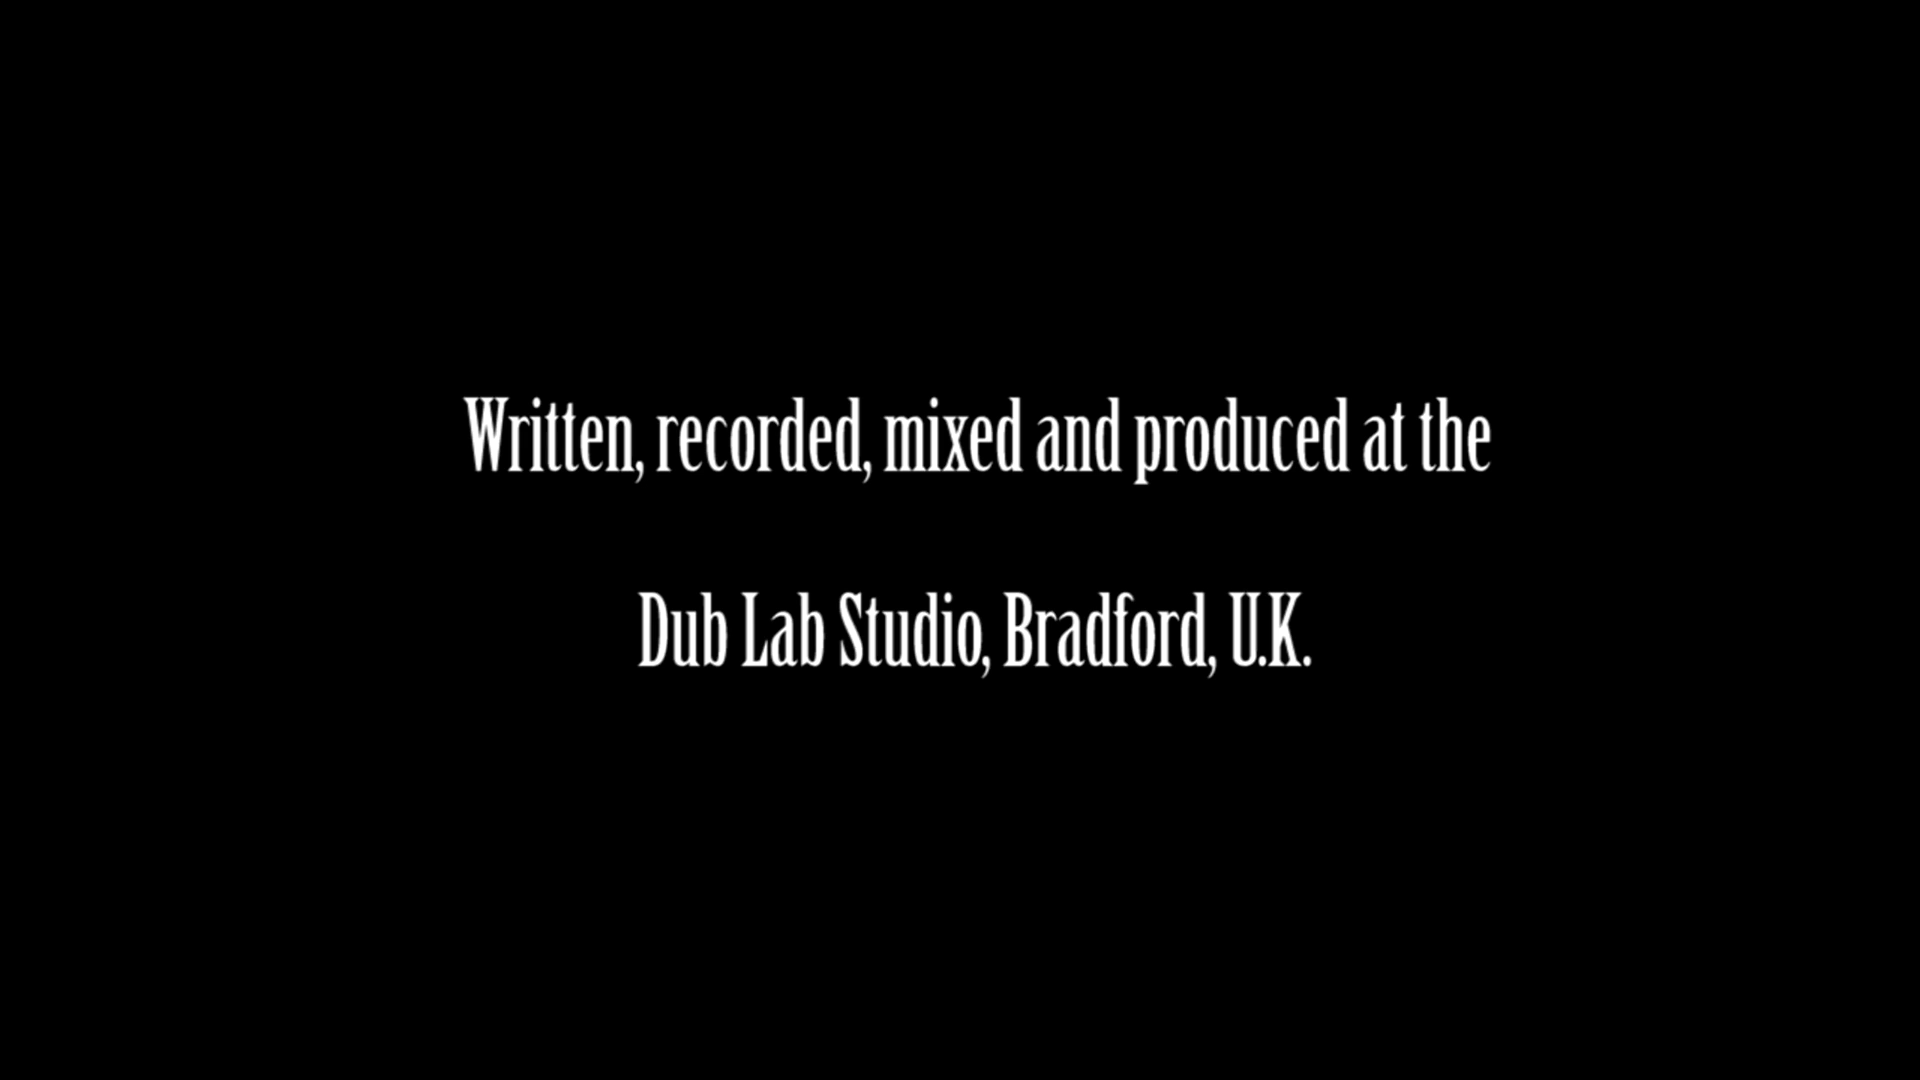 Written, recorded, mixed and produced at the
Dub Lab Studio, Bradford, U.K.